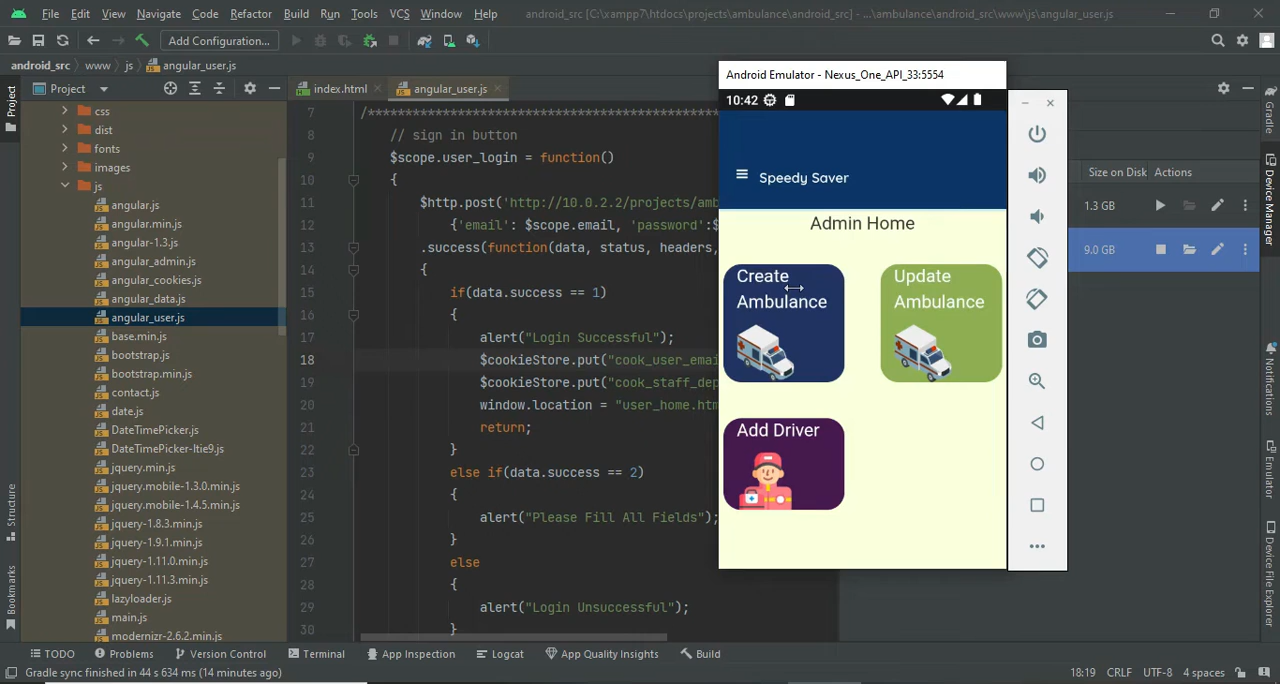 File Edit View Navigate Code Refactor Build Run Tools VCS Window Help android_src [C:\xampp7\htdocs\projects\ambulance\android_src] - ...\ambulance\android_src\www\js\angular_user.js
Add Configuration...
android_src www js angular_user.js
Project
index.html angular_user.js
css
dist
fonts
images
js
angular.js
angular.min.js
angular-1.3.js
angular_admin.js
angular_cookies.js
angular_data.js
angular_user.js
base.min.js
bootstrap.js
bootstrap.min.js
contact.js
date.js
DateTimePicker.js
DateTimePicker-ltie9.js
jquery.min.js
jquery.mobile-1.3.0.min.js
jquery.mobile-1.4.5.min.js
jquery-1.8.3.min.js
jquery-1.9.1.min.js
jquery-1.11.0.min.js
jquery-1.11.3.min.js
lazyloader.js
main.js
modernizr-2.6.2.min.js
7 /****************************************
8 // sign in button
9 $scope.user_login = function()
10 {
11 $http.post('http://10.0.2.2/projects/amb
12 {'email': $scope.email, 'password':$
13 .success(function(data, status, headers,
14 {
15 if(data.success == 1)
16 {
17 alert("Login Successful");
18 $cookieStore.put("cook_user_emai
19 $cookieStore.put("cook_staff_dep
20 window.location = "user_home.htm
21 return;
22 }
23 else if(data.success == 2)
24 {
25 alert("Please Fill All Fields");
26 }
27 else
28 {
29 alert("Login Unsuccessful");
30 }
Android Emulator - Nexus_One_API_33:5554
10:42
Speedy Saver
Admin Home
Create
Ambulance
Update
Ambulance
Add Driver
Size on Disk Actions
1.3 GB
9.0 GB
Project
Structure
Bookmarks
Gradle
Device Manager
Notifications
Emulator
Device File Explorer
TODO Problems Version Control Terminal App Inspection Logcat App Quality Insights Build
Gradle sync finished in 44 s 634 ms (14 minutes ago)
18:19 CRLF UTF-8 4 spaces